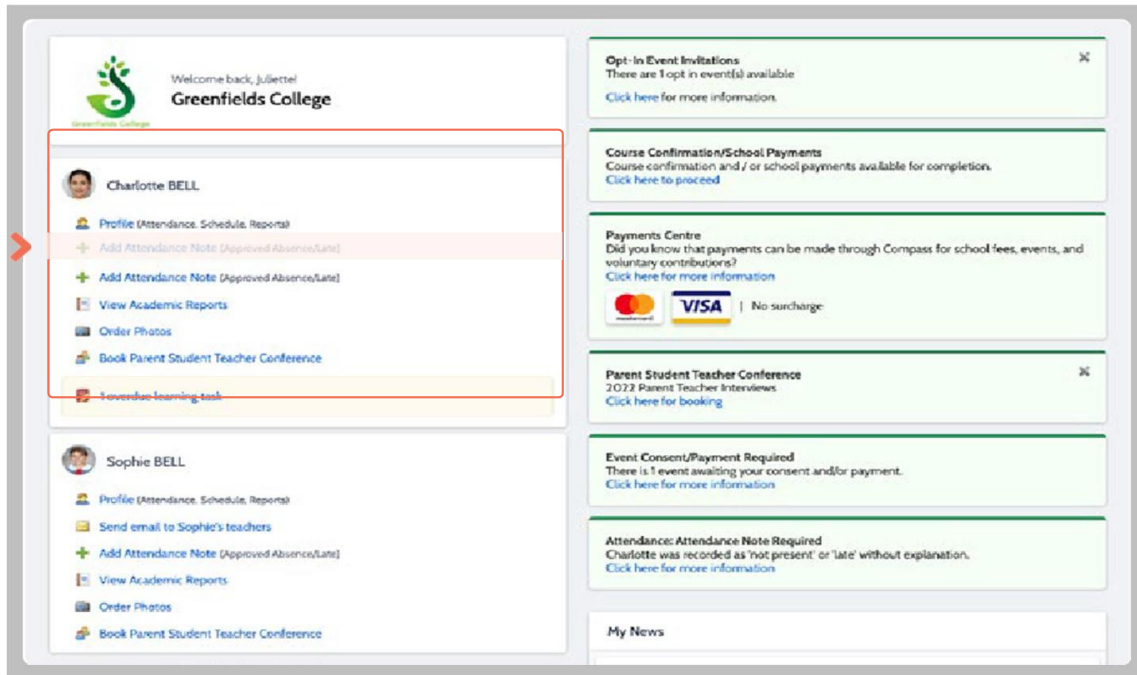 Welcome back, Juliette!
Greenfields College
Greenfields College
Charlotte BELL
Profile (Attendance, Schedule, Reports)
Add Attendance Note (Approved Absence/Late)
Add Attendance Note (Approved Absence/Late)
View Academic Reports
Order Photos
Book Parent Student Teacher Conference
1 overdue learning task
Sophie BELL
Profile (Attendance, Schedule, Reports)
Send email to Sophie's teachers
Add Attendance Note (Approved Absence/Late)
View Academic Reports
Order Photos
Book Parent Student Teacher Conference
Opt-In Event Invitations
There are 1 opt in event(s) available
Click here for more information.
Course Confirmation/School Payments
Course confirmation and / or school payments available for completion.
Click here to proceed
Payments Centre
Did you know that payments can be made through Compass for school fees, events, and
voluntary contributions?
Click here for more information
mastercard VISA | No surcharge
Parent Student Teacher Conference
2022 Parent Teacher Interviews
Click here for booking
Event Consent/Payment Required
There is 1 event awaiting your consent and/or payment.
Click here for more information
Attendance: Attendance Note Required
Charlotte was recorded as 'not present' or 'late' without explanation.
Click here for more information
My News